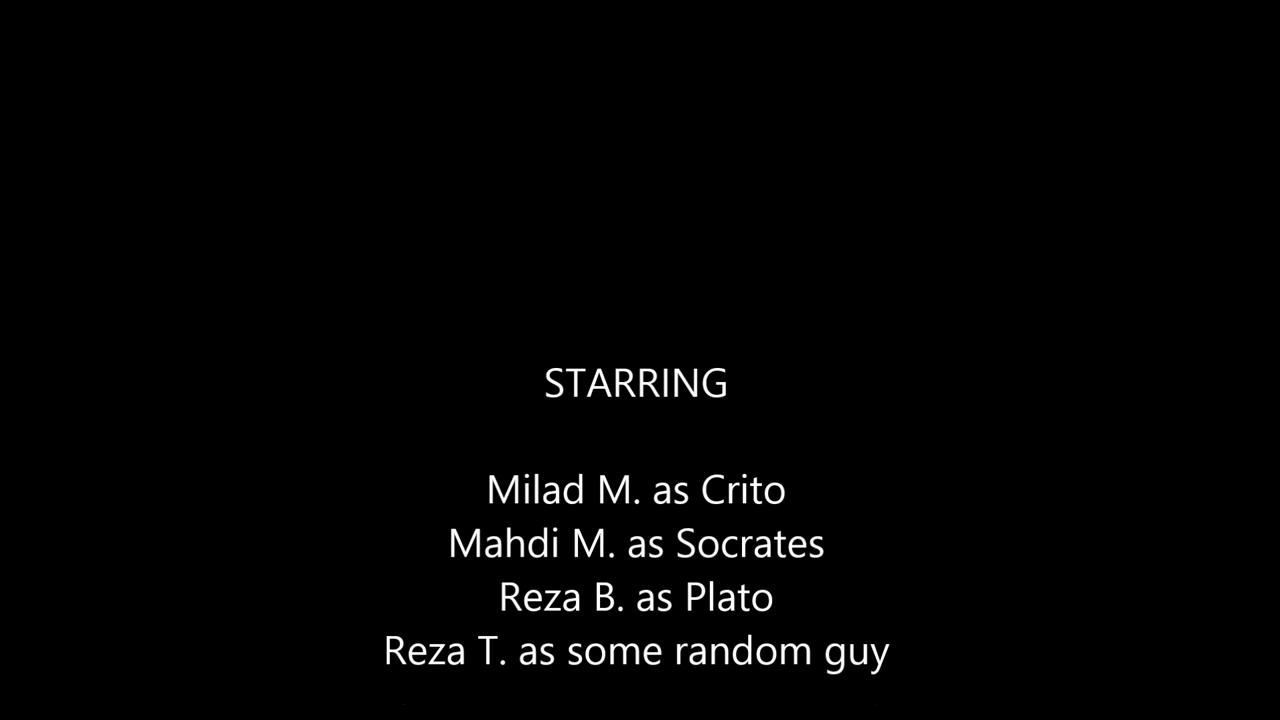 STARRING
Milad M. as Crito
Mahdi M. as Socrates
Reza B. as Plato
Reza T. as some random guy